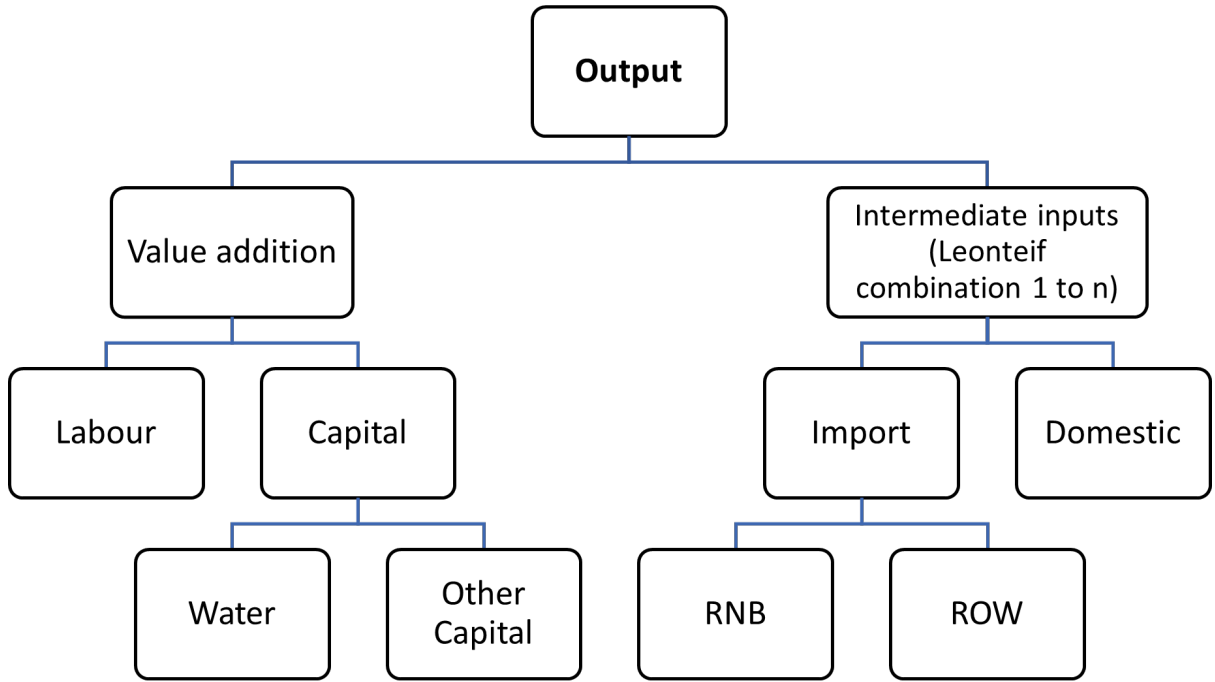 Output
Value addition
Intermediate inputs
(Leonteif
combination 1 to n)
Labour
Capital
Import
Domestic
Water
Other
Capital
RNB
ROW